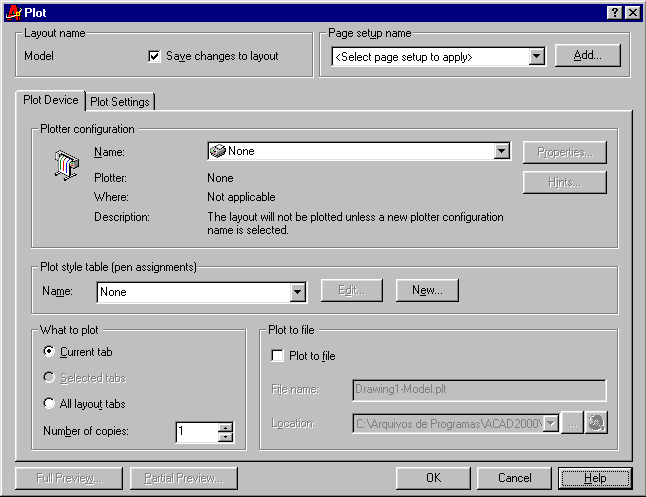 Plot
Layout name
Model
Save changes to layout
Page setup name
<Select page setup to apply>
Add...
Plot Device
Plot Settings
Plotter configuration
Name:
None
Properties...
Plotter:
None
Hints...
Where:
Not applicable
Description:
The layout will not be plotted unless a new plotter configuration
name is selected.
Plot style table (pen assignments)
Name:
None
Edit...
New...
What to plot
Current tab
Selected tabs
All layout tabs
Number of copies:
1
Plot to file
Plot to file
File name:
Drawing1-Model.plt
Location:
C:\Arquivos de Programas\ACAD2000\
...
Full Preview...
Partial Preview...
OK
Cancel
Help